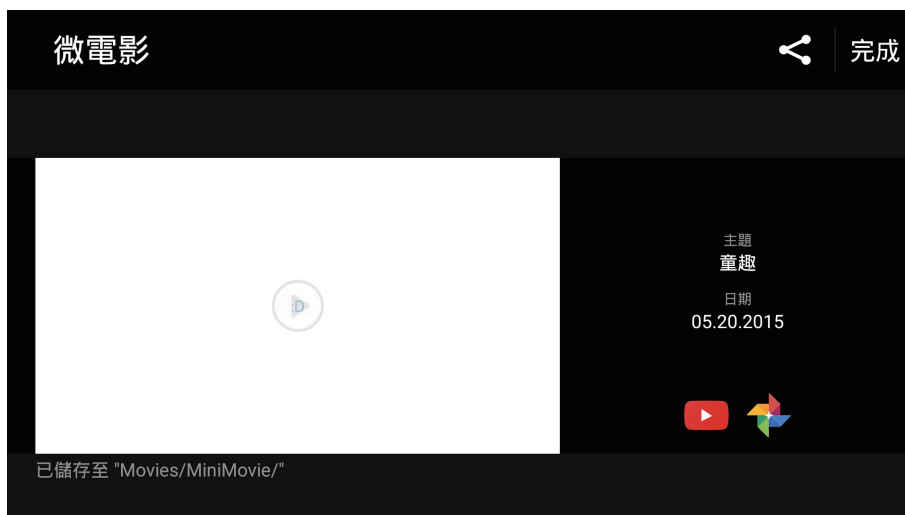 微電影
完成
:D
主題
童趣
日期
05.20.2015
已儲存至 "Movies/MiniMovie/"